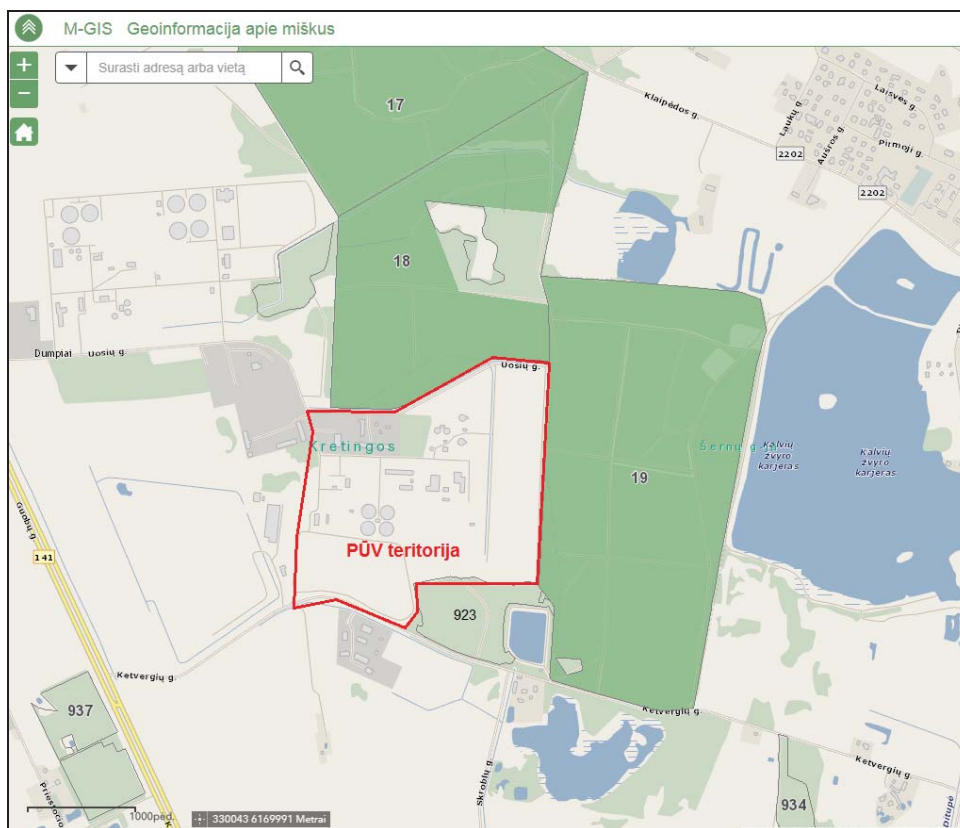 M-GIS Geoinformacija apie miškus
+
Surasti adresą arba vietą
−
17
Klaipėdos g.
Laukų g.
Laisvės g.
Aušros g.
Pirmoji g.
2202
2202
18
Dumpiai
Uosių g.
Uosių g.
Kretingos
19
Kalvių žvyro karjeras
Kalvių žvyro karjeras
Guobų g.
141
PŪV teritorija
923
Ketvergių g.
937
Ketvergių g.
Ketvergių g.
Skroblų g.
934
1000pėd.
330043 6169991 Metrai